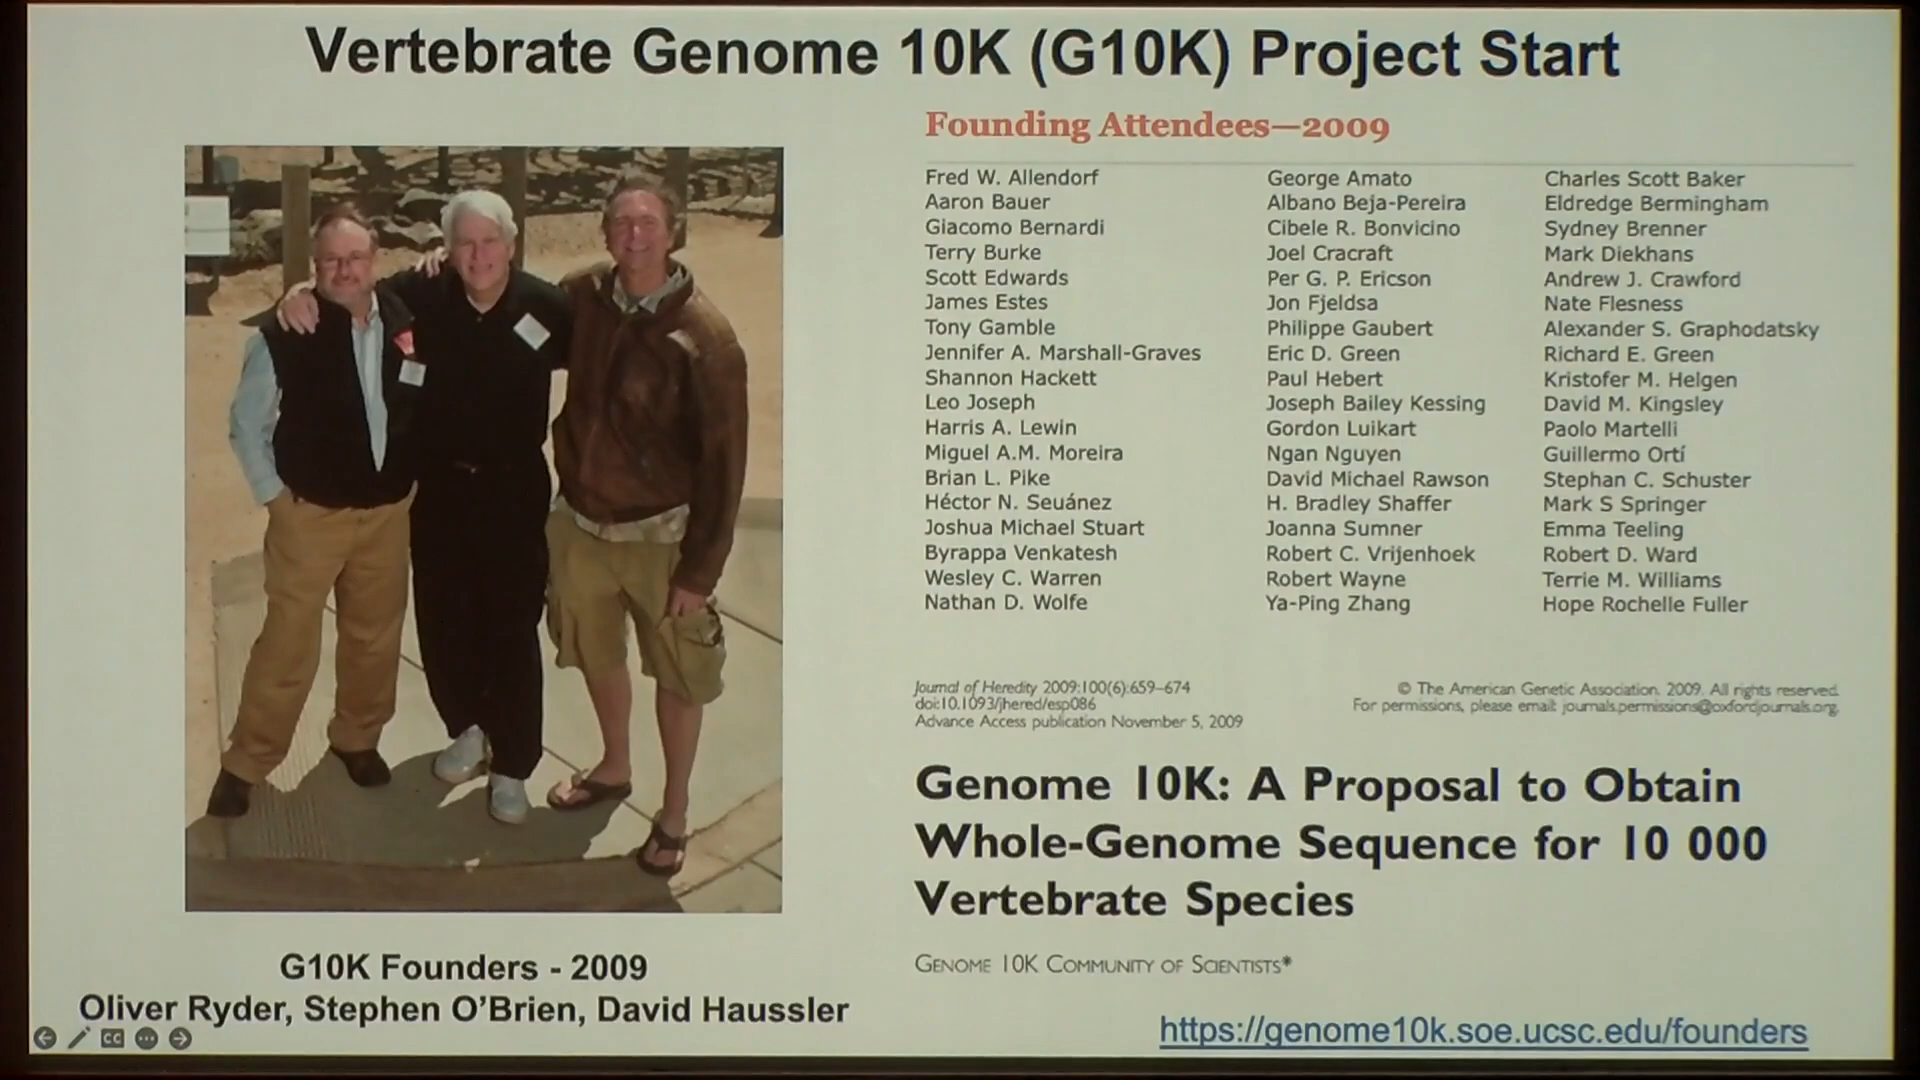 Vertebrate Genome 10K (G10K) Project Start
Founding Attendees—2009
Fred W. Allendorf George Amato Charles Scott Baker
Aaron Bauer Albano Beja-Pereira Eldredge Bermingham
Giacomo Bernardi Cibele R. Bonvicino Sydney Brenner
Terry Burke Joel Cracraft Mark Diekhans
Scott Edwards Per G. P. Ericson Andrew J. Crawford
James Estes Jon Fjeldsa Nate Flesness
Tony Gamble Philippe Gaubert Alexander S. Graphodatsky
Jennifer A. Marshall-Graves Eric D. Green Richard E. Green
Shannon Hackett Paul Hebert Kristofer M. Helgen
Leo Joseph Joseph Bailey Kessing David M. Kingsley
Harris A. Lewin Gordon Luikart Paolo Martelli
Miguel A.M. Moreira Ngan Nguyen Guillermo Ortí
Brian L. Pike David Michael Rawson Stephan C. Schuster
Héctor N. Seuánez H. Bradley Shaffer Mark S Springer
Joshua Michael Stuart Joanna Sumner Emma Teeling
Byrappa Venkatesh Robert C. Vrijenhoek Robert D. Ward
Wesley C. Warren Robert Wayne Terrie M. Williams
Nathan D. Wolfe Ya-Ping Zhang Hope Rochelle Fuller
Journal of Heredity 2009:100(6):659–674
doi:10.1093/jhered/esp086
Advance Access publication November 5, 2009
© The American Genetic Association. 2009. All rights reserved.
For permissions, please email: journals.permissions@oxfordjournals.org.
Genome 10K: A Proposal to Obtain
Whole-Genome Sequence for 10 000
Vertebrate Species
GENOME 10K COMMUNITY OF SCIENTISTS*
G10K Founders - 2009
Oliver Ryder, Stephen O’Brien, David Haussler
https://genome10k.soe.ucsc.edu/founders
CC